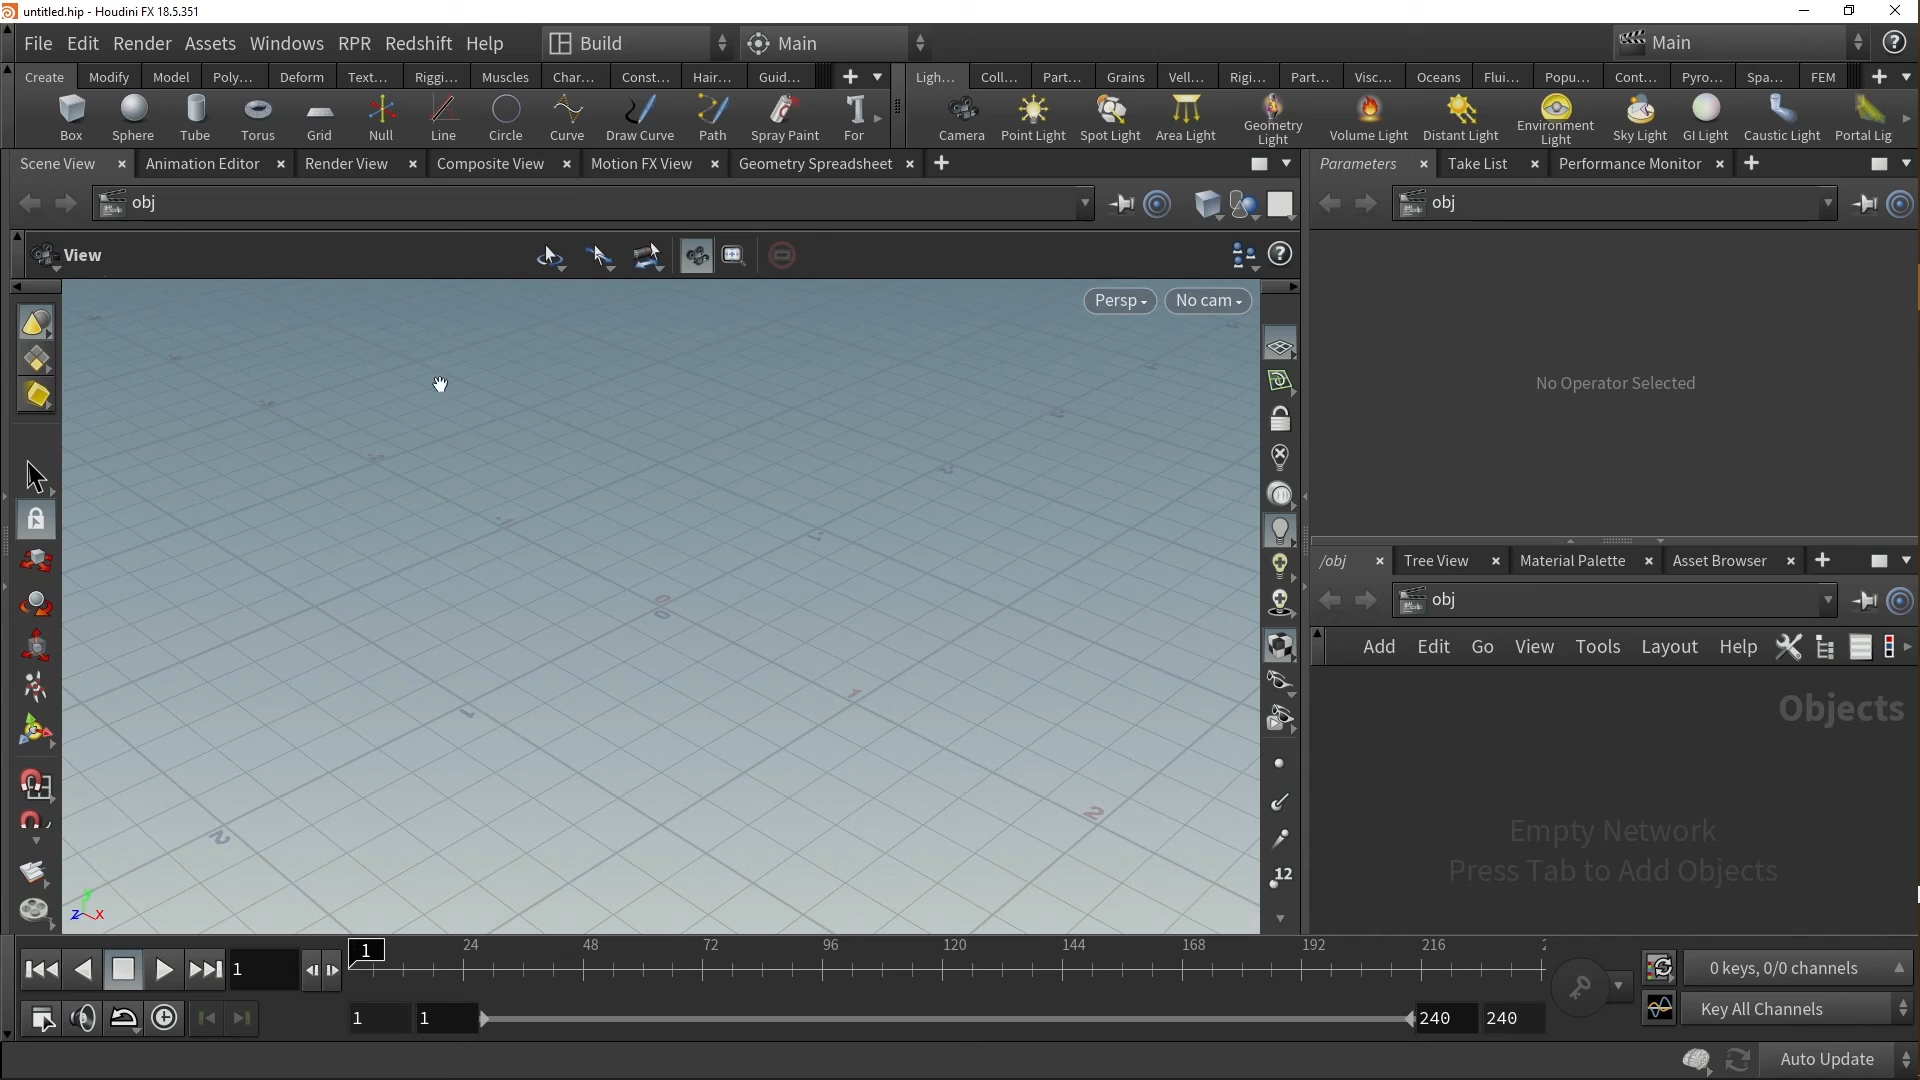 untitled.hip - Houdini FX 18.5.351
File Edit Render Assets Windows RPR Redshift Help Build Main Main
Create Modify Model Poly... Deform Text... Riggi... Muscles Char... Const... Hair... Guid... Ligh... Coll... Part... Grains Vell... Rigi... Part... Visc... Oceans Flui... Popu... Cont... Pyro... Spa... FEM
Box Sphere Tube Torus Grid Null Line Circle Curve Draw Curve Path Spray Paint For Camera Point Light Spot Light Area Light Geometry Light Volume Light Distant Light Environment Light Sky Light GI Light Caustic Light Portal Lig
Scene View Animation Editor Render View Composite View Motion FX View Geometry Spreadsheet Parameters Take List Performance Monitor
obj obj
View
Persp No cam
No Operator Selected
/obj Tree View Material Palette Asset Browser
obj
Add Edit Go View Tools Layout Help
Objects
Empty Network
Press Tab to Add Objects
0
0
1
1
2
2
12
z x
1 1 24 48 72 96 120 144 168 192 216
0 keys, 0/0 channels
1 1 240 240 Key All Channels
Auto Update